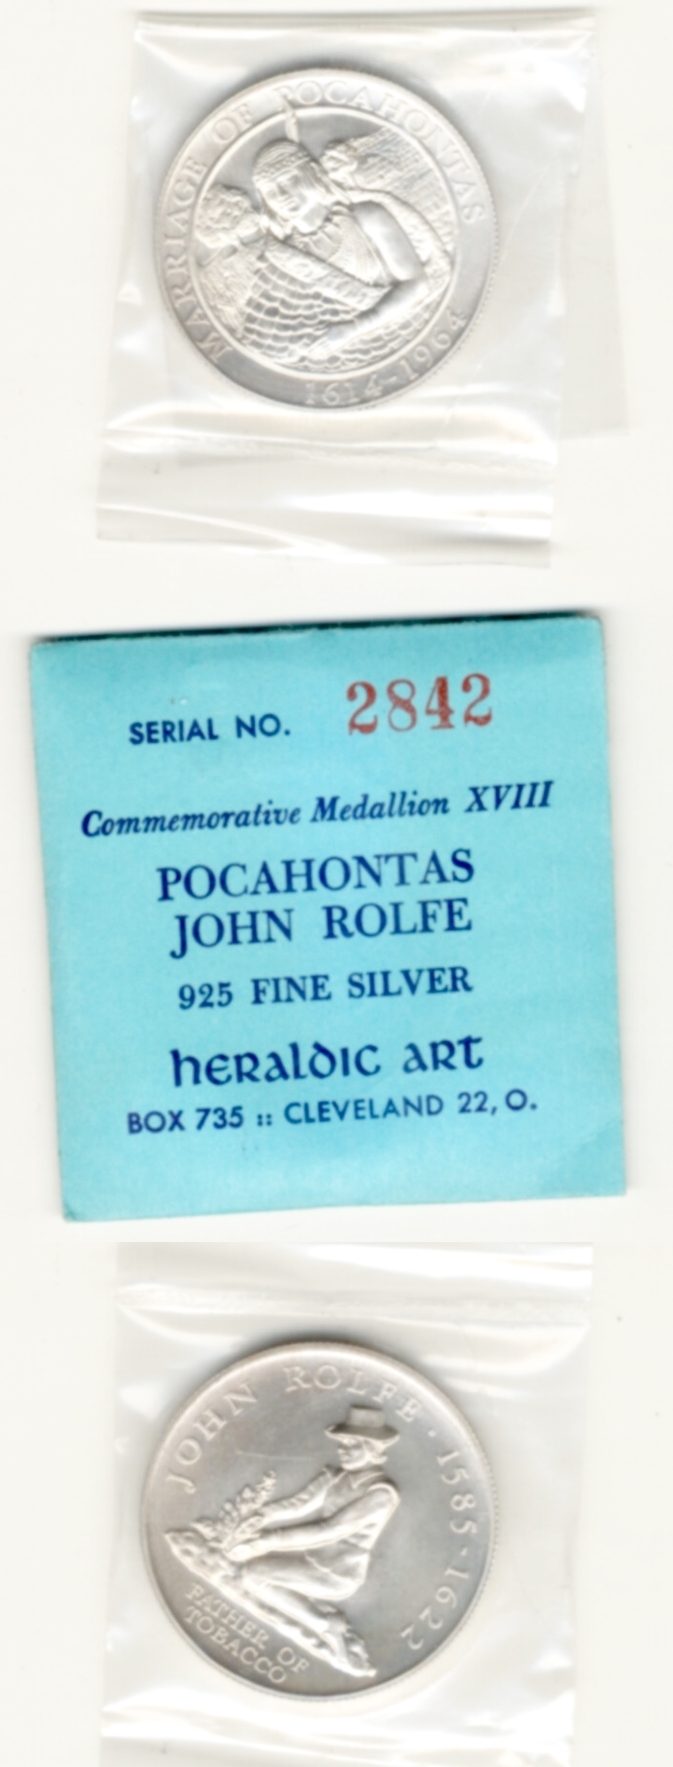 MARRIAGE OF POCAHONTAS
1614-1964
SERIAL NO. 2842
Commemorative Medallion XVIII
POCAHONTAS
JOHN ROLFE
925 FINE SILVER
heraldic art
BOX 735 :: CLEVELAND 22, O.
JOHN ROLFE · 1585-1622
FATHER OF
TOBACCO